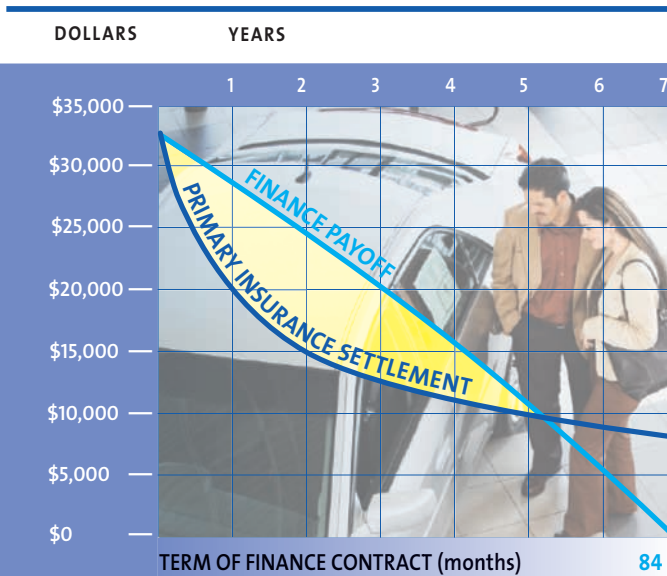 DOLLARS YEARS
1 2 3 4 5 6 7
$35,000
$30,000
$25,000
$20,000
$15,000
$10,000
$5,000
$0
FINANCE PAYOFF
PRIMARY INSURANCE SETTLEMENT
TERM OF FINANCE CONTRACT (months) 84